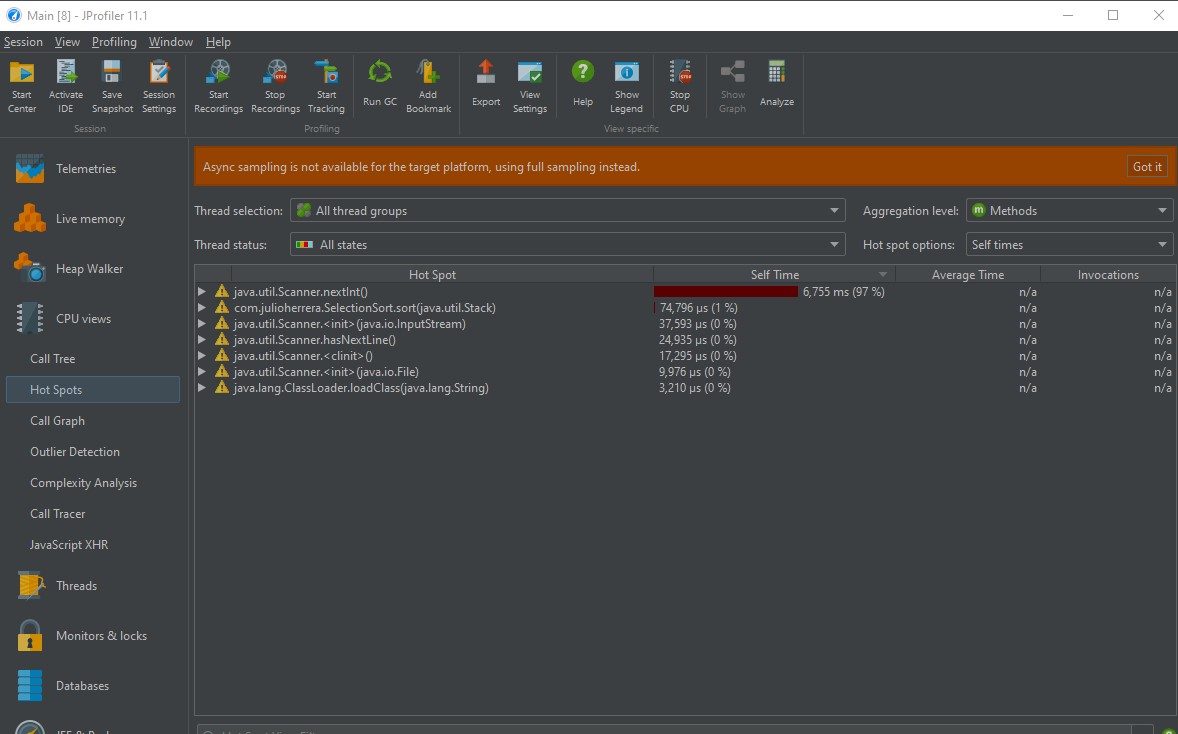 Main [8] - JProfiler 11.1
Session View Profiling Window Help
Start Center
Activate IDE
Save Snapshot
Session Settings
Start Recordings
Stop Recordings
Start Tracking
Run GC
Add Bookmark
Export
View Settings
Help
Show Legend
Stop CPU
Show Graph
Analyze
Session
Profiling
View specific
Telemetries
Live memory
Heap Walker
CPU views
Call Tree
Hot Spots
Call Graph
Outlier Detection
Complexity Analysis
Call Tracer
JavaScript XHR
Threads
Monitors & locks
Databases
Async sampling is not available for the target platform, using full sampling instead. Got it
Thread selection: All thread groups Aggregation level: m Methods
Thread status: All states Hot spot options: Self times
Hot Spot Self Time Average Time Invocations
java.util.Scanner.nextInt() 6,755 ms (97 %) n/a n/a
com.julioherrera.SelectionSort.sort(java.util.Stack) 74,796 µs (1 %) n/a n/a
java.util.Scanner.<init>(java.io.InputStream) 37,593 µs (0 %) n/a n/a
java.util.Scanner.hasNextLine() 24,935 µs (0 %) n/a n/a
java.util.Scanner.<clinit>() 17,295 µs (0 %) n/a n/a
java.util.Scanner.<init>(java.io.File) 9,976 µs (0 %) n/a n/a
java.lang.ClassLoader.loadClass(java.lang.String) 3,210 µs (0 %) n/a n/a